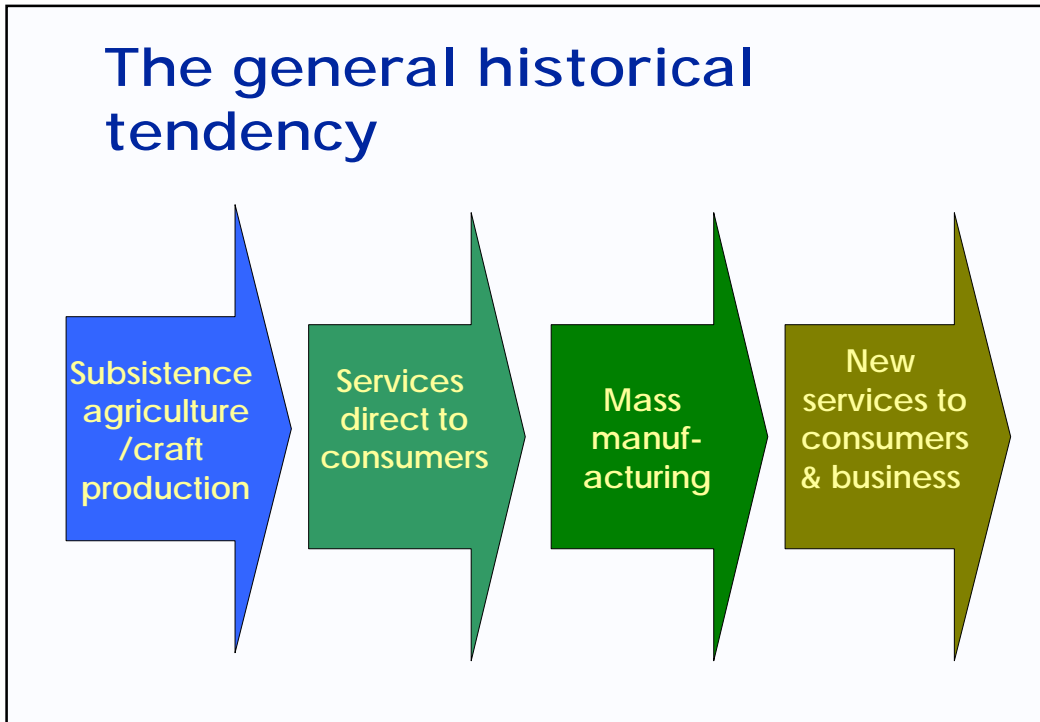 The general historical
tendency
Subsistence
agriculture
/craft
production
Services
direct to
consumers
Mass
manuf-
acturing
New
services to
consumers
& business